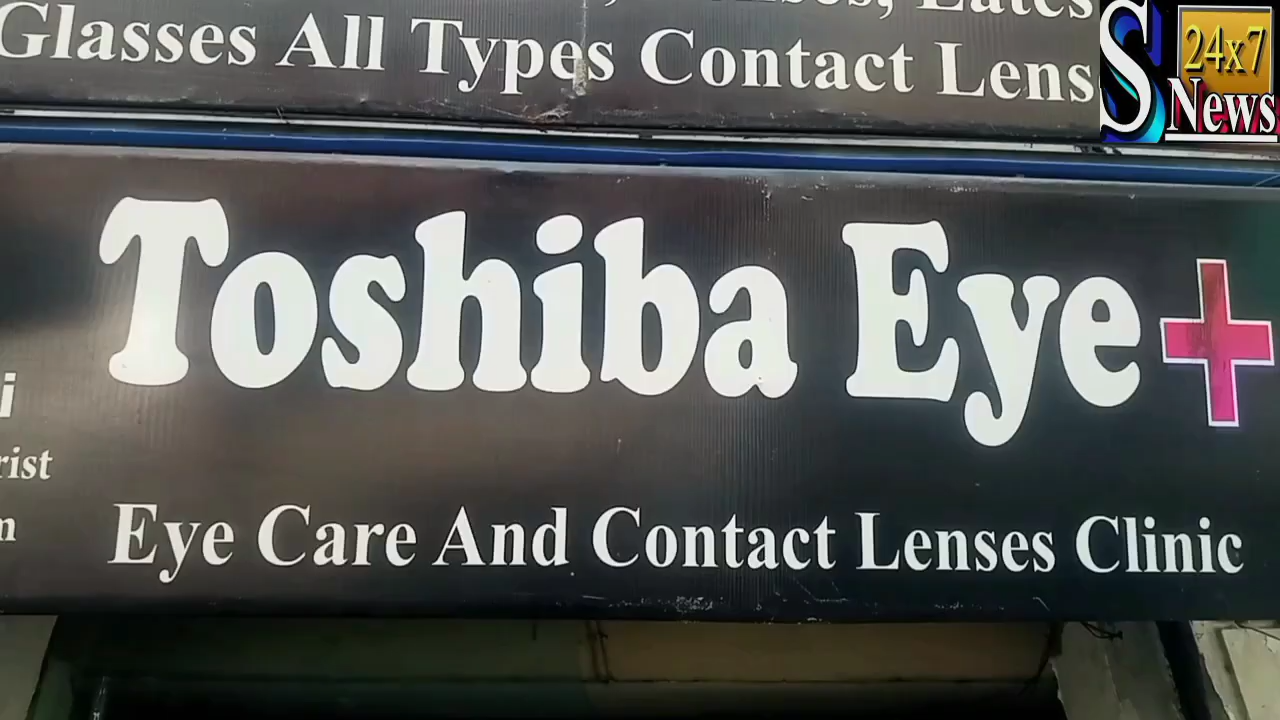 Glasses All Types Contact Lens
S 24x7
News
Toshiba Eye
Eye Care And Contact Lenses Clinic